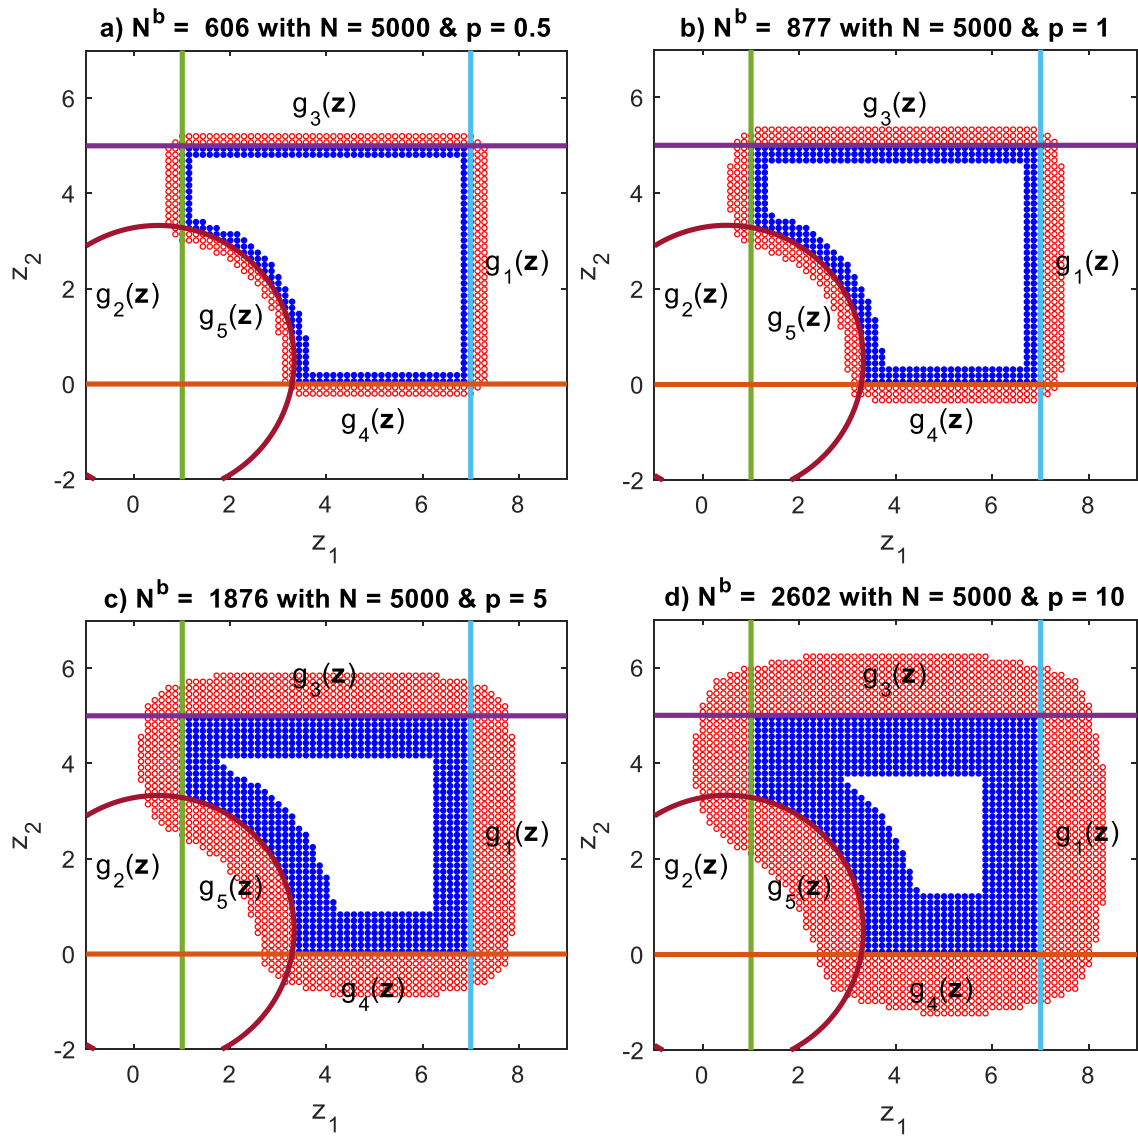 a) N^b = 606 with N = 5000 & p = 0.5
6
4
2
0
-2
0 2 4 6 8
z_2
z_1
g_3(z)
g_1(z)
g_2(z)
g_5(z)
g_4(z)
b) N^b = 877 with N = 5000 & p = 1
6
4
2
0
-2
0 2 4 6 8
z_2
z_1
g_3(z)
g_1(z)
g_2(z)
g_5(z)
g_4(z)
c) N^b = 1876 with N = 5000 & p = 5
6
4
2
0
-2
0 2 4 6 8
z_2
z_1
g_3(z)
g_1(z)
g_2(z)
g_5(z)
g_4(z)
d) N^b = 2602 with N = 5000 & p = 10
6
4
2
0
-2
0 2 4 6 8
z_2
z_1
g_3(z)
g_1(z)
g_2(z)
g_5(z)
g_4(z)